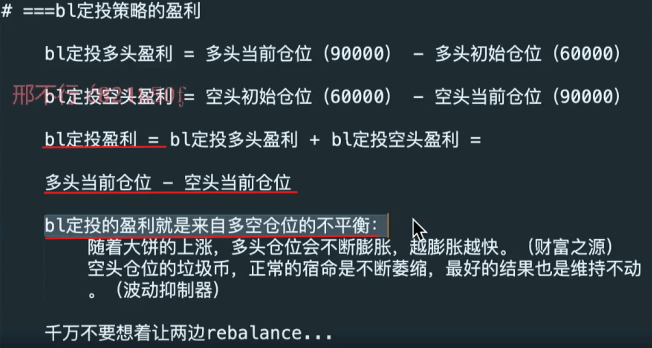 # ===bl定投策略的盈利
bl定投多头盈利 = 多头当前仓位（90000） - 多头初始仓位（60000）
bl定投空头盈利 = 空头初始仓位（60000） - 空头当前仓位（90000）
邢不行
bl定投盈利 = bl定投多头盈利 + bl定投空头盈利 =
多头当前仓位 - 空头当前仓位
bl定投的盈利就是来自多空仓位的不平衡：
随着大饼的上涨，多头仓位会不断膨胀，越膨胀越快。（财富之源）
空头仓位的垃圾币，正常的宿命是不断萎缩，最好的结果也是维持不动
。（波动抑制器）
千万不要想着让两边rebalance...